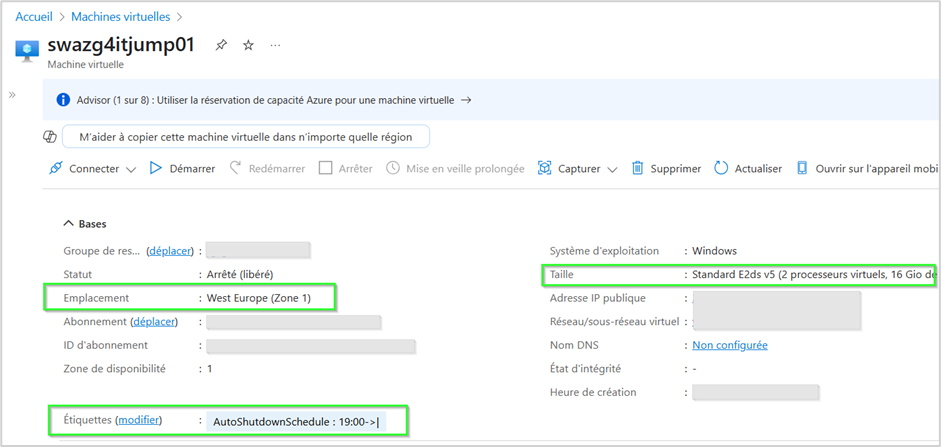 Accueil > Machines virtuelles >
swazg4itjump01
Machine virtuelle
Advisor (1 sur 8) : Utiliser la réservation de capacité Azure pour une machine virtuelle →
M'aider à copier cette machine virtuelle dans n'importe quelle région
Connecter Démarrer Redémarrer Arrêter Mise en veille prolongée Capturer Supprimer Actualiser Ouvrir sur l'appareil mobi
Bases
Groupe de res... (déplacer) :
Statut : Arrêté (libéré)
Emplacement : West Europe (Zone 1)
Abonnement (déplacer) :
ID d'abonnement :
Zone de disponibilité : 1
Système d'exploitation : Windows
Taille : Standard E2ds v5 (2 processeurs virtuels, 16 Gio de
Adresse IP publique :
Réseau/sous-réseau virtuel :
Nom DNS : Non configurée
État d'intégrité : -
Heure de création :
Étiquettes (modifier) : AutoShutdownSchedule : 19:00->|